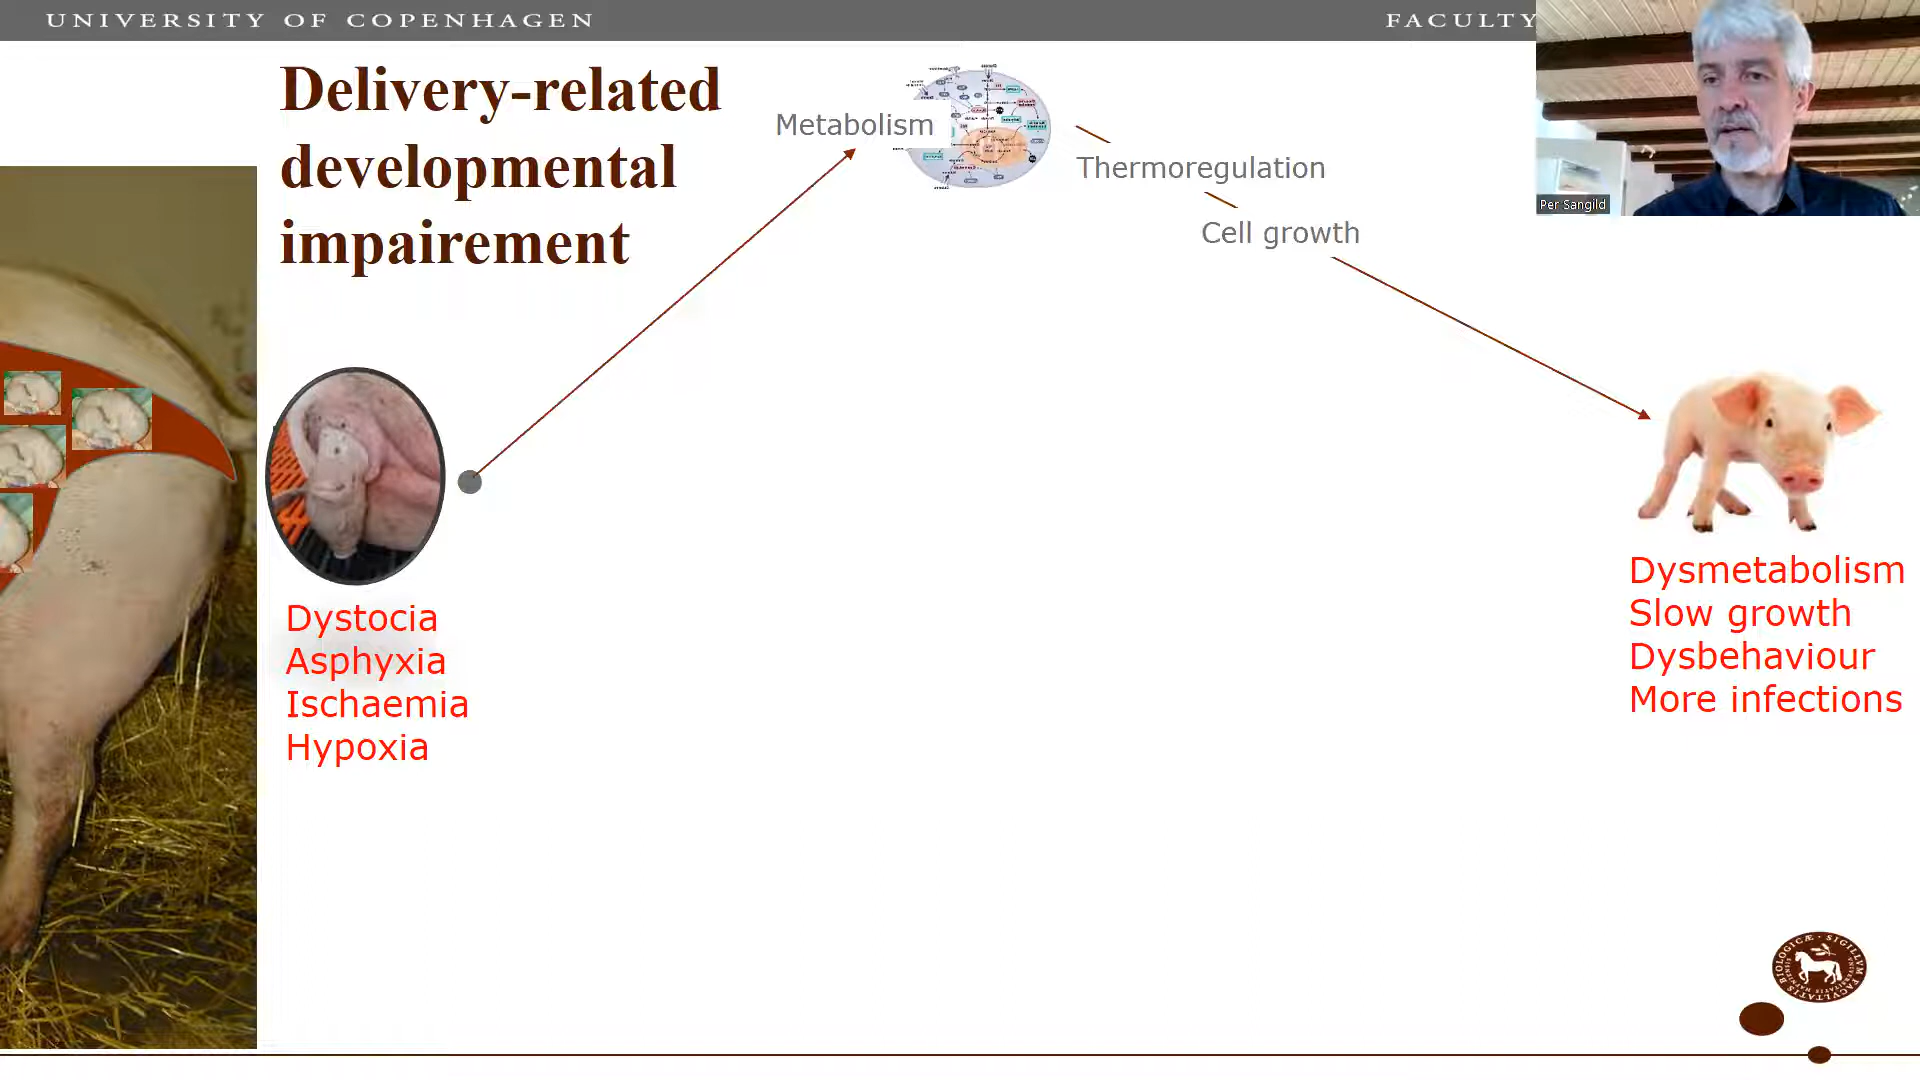 UNIVERSITY OF COPENHAGEN
FACULTY
Delivery-related
developmental
impairement
Metabolism
Thermoregulation
Cell growth
Per Sangild
Dystocia
Asphyxia
Ischaemia
Hypoxia
Dysmetabolism
Slow growth
Dysbehaviour
More infections